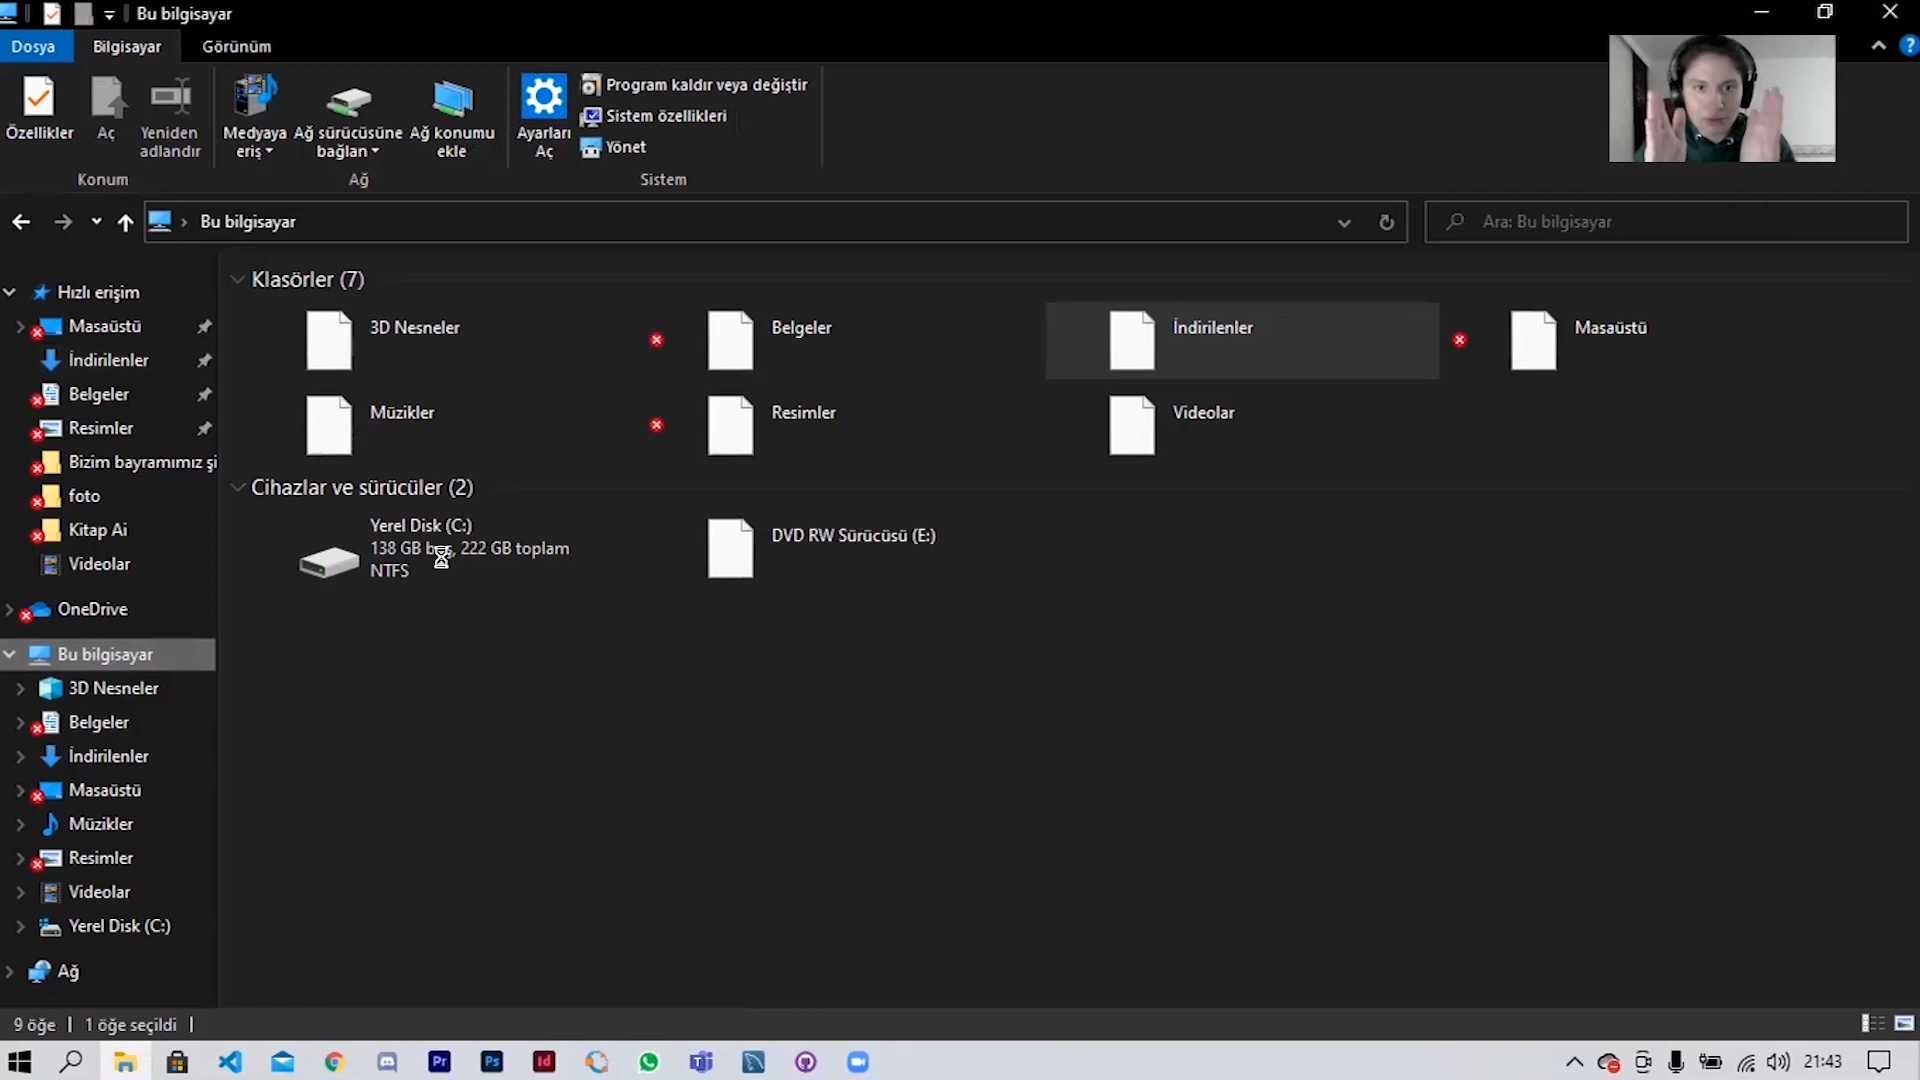 Bu bilgisayar
Dosya
Bilgisayar
Görünüm
Özellikler
Aç
Yeniden
adlandır
Medyaya
eriş
Ağ sürücüsüne
bağlan
Ağ konumu
ekle
Ayarları
Aç
Program kaldır veya değiştir
Sistem özellikleri
Yönet
Konum
Ağ
Sistem
Bu bilgisayar
Ara: Bu bilgisayar
Hızlı erişim
Masaüstü
İndirilenler
Belgeler
Resimler
Bizim bayramımız şi
foto
Kitap Ai
Videolar
OneDrive
Bu bilgisayar
3D Nesneler
Belgeler
İndirilenler
Masaüstü
Müzikler
Resimler
Videolar
Yerel Disk (C:)
Ağ
Klasörler (7)
3D Nesneler
Belgeler
İndirilenler
Masaüstü
Müzikler
Resimler
Videolar
Cihazlar ve sürücüler (2)
Yerel Disk (C:)
138 GB boş, 222 GB toplam
NTFS
DVD RW Sürücüsü (E:)
9 öğe
1 öğe seçildi
Pr
Ps
Id
21:43